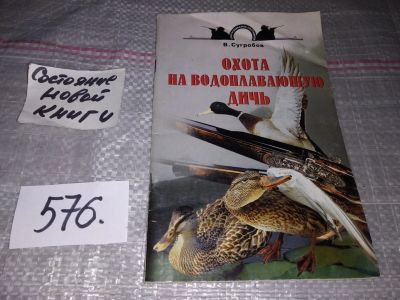 Состояние
новой
книги
576.
В. Сугробов
ОХОТА
НА ВОДОПЛАВАЮЩУЮ
ДИЧЬ